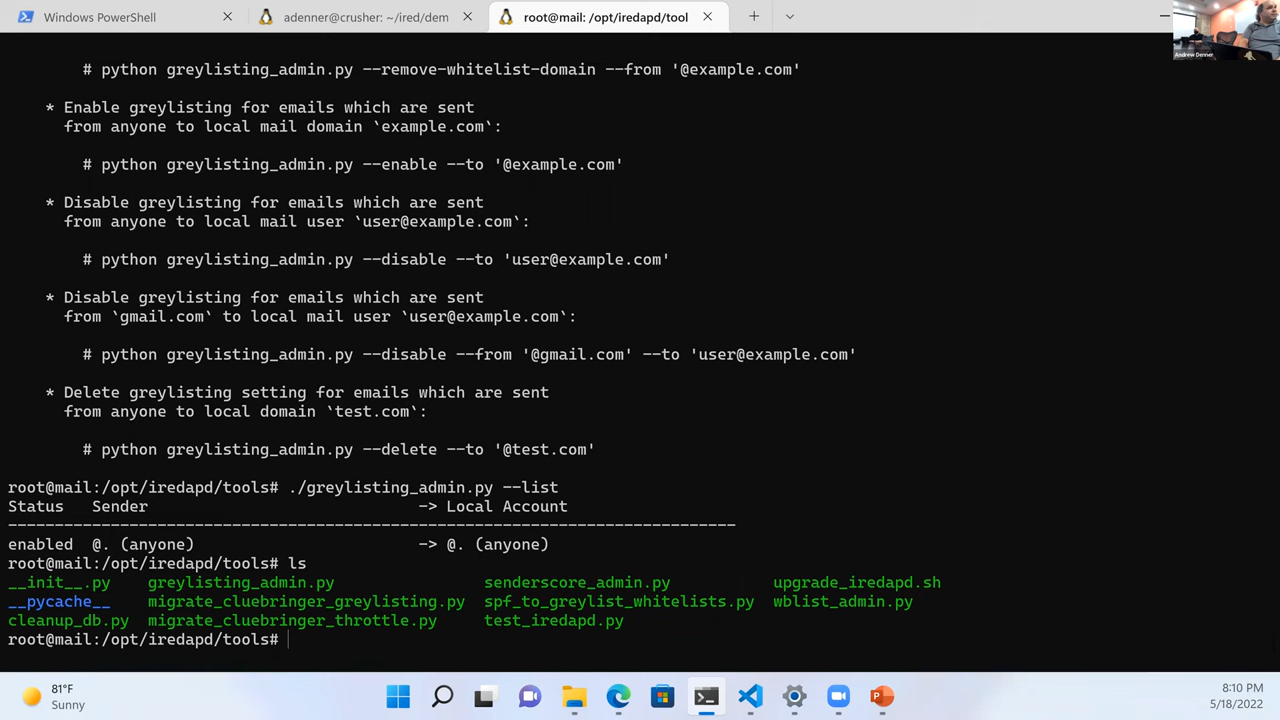 Windows PowerShell
adenner@crusher: ~/ired/dem
root@mail: /opt/iredapd/tool
Andrew Denner
# python greylisting_admin.py --remove-whitelist-domain --from '@example.com'
* Enable greylisting for emails which are sent
from anyone to local mail domain `example.com`:
# python greylisting_admin.py --enable --to '@example.com'
* Disable greylisting for emails which are sent
from anyone to local mail user `user@example.com`:
# python greylisting_admin.py --disable --to 'user@example.com'
* Disable greylisting for emails which are sent
from `gmail.com` to local mail user `user@example.com`:
# python greylisting_admin.py --disable --from '@gmail.com' --to 'user@example.com'
* Delete greylisting setting for emails which are sent
from anyone to local domain `test.com`:
# python greylisting_admin.py --delete --to '@test.com'
root@mail:/opt/iredapd/tools# ./greylisting_admin.py --list
Status Sender -> Local Account
------------------------------------------------------------------------------
enabled @. (anyone) -> @. (anyone)
root@mail:/opt/iredapd/tools# ls
__init__.py greylisting_admin.py senderscore_admin.py upgrade_iredapd.sh
__pycache__ migrate_cluebringer_greylisting.py spf_to_greylist_whitelists.py wblist_admin.py
cleanup_db.py migrate_cluebringer_throttle.py test_iredapd.py
root@mail:/opt/iredapd/tools#
81°F
Sunny
8:10 PM
5/18/2022